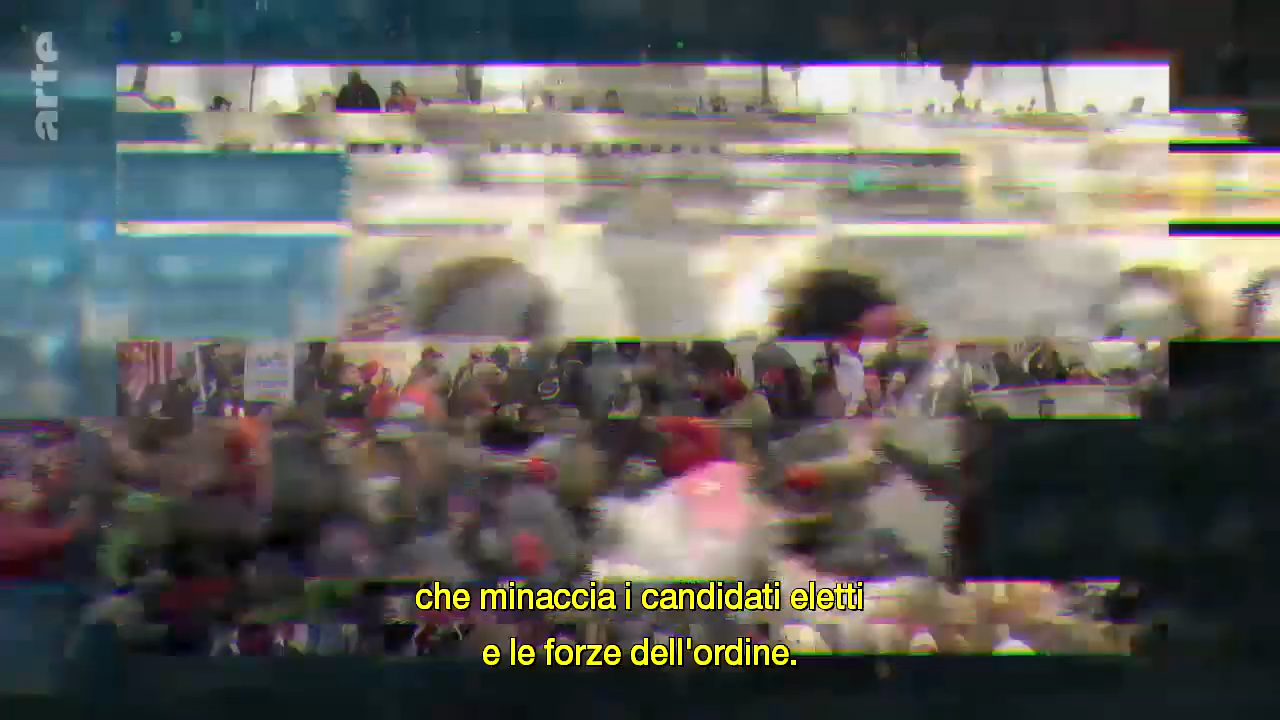 arte
che minaccia i candidati eletti
e le forze dell'ordine.